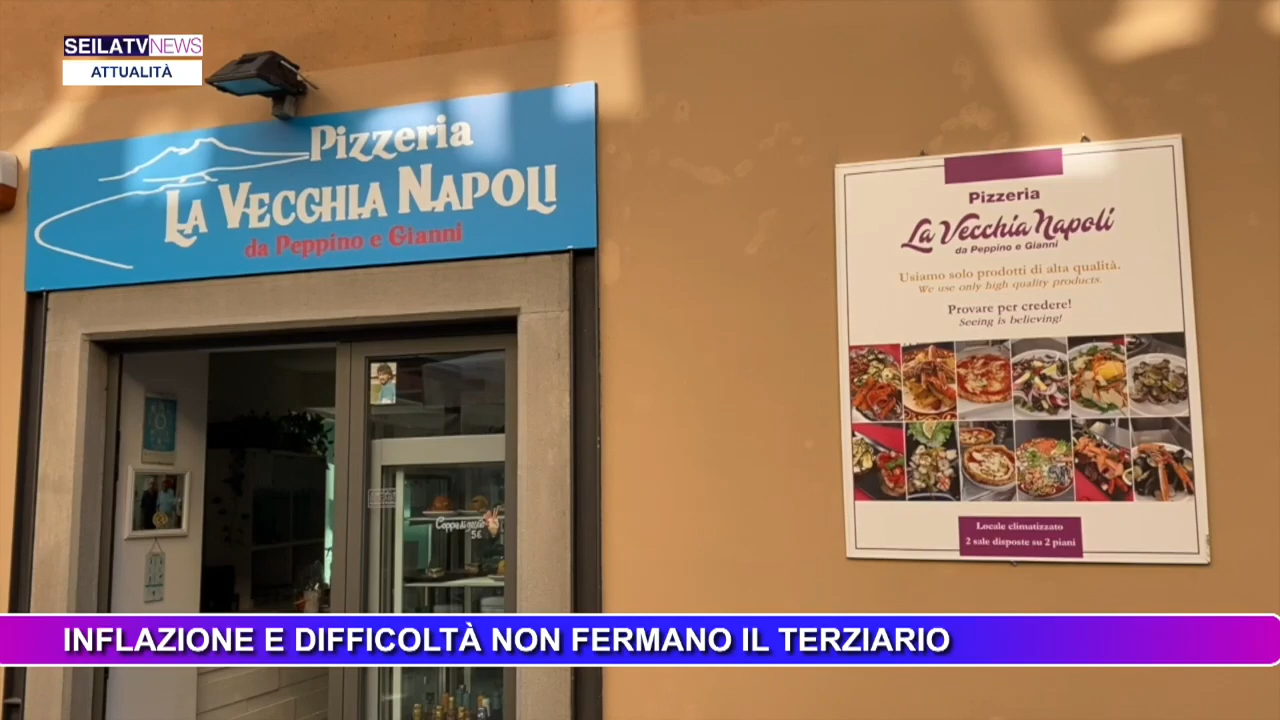 SEILATVNEWS
ATTUALITÀ
Pizzeria
LA VECCHIA NAPOLI
da Peppino e Gianni
Pizzeria
La Vecchia Napoli
da Peppino e Gianni
Usiamo solo prodotti di alta qualità.
We use only high quality products.
Provare per credere!
Seeing is believing!
Locale climatizzato
2 sale disposte su 2 piani
5€
INFLAZIONE E DIFFICOLTÀ NON FERMANO IL TERZIARIO